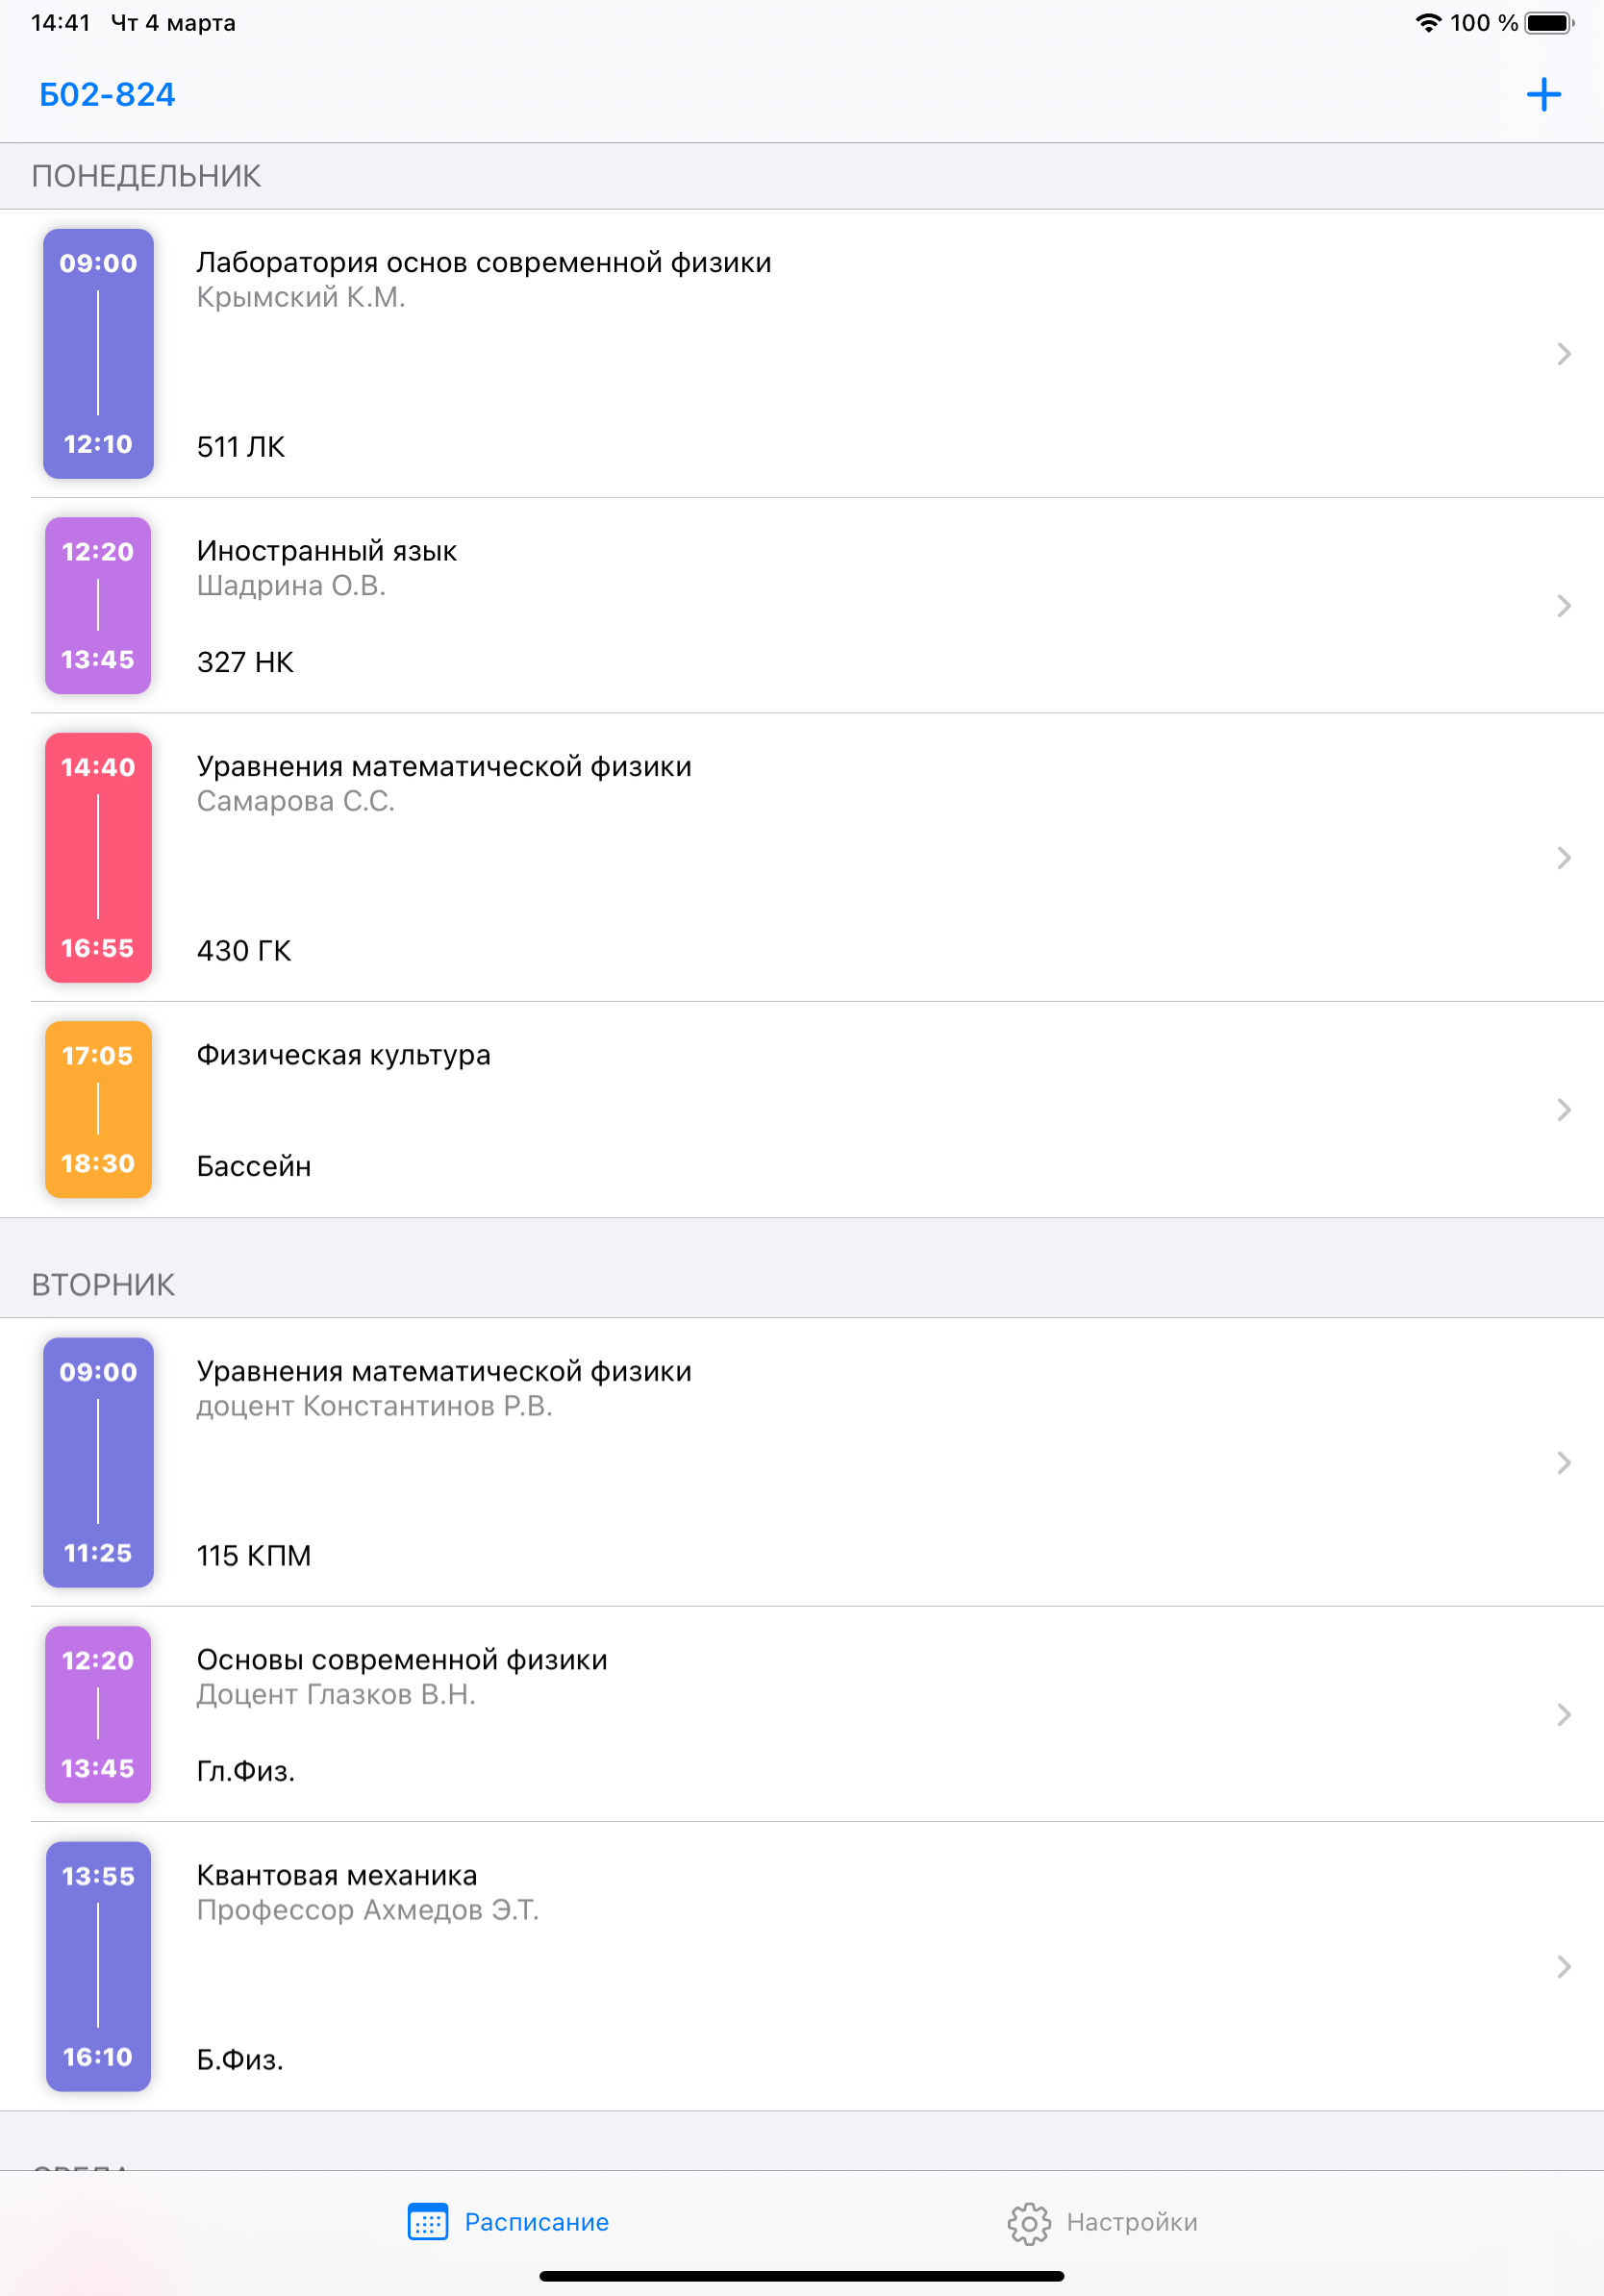 14:41 Чт 4 марта
100 %
Б02-824
ПОНЕДЕЛЬНИК
09:00
Лаборатория основ современной физики
Крымский К.М.
12:10
511 ЛК
12:20
Иностранный язык
Шадрина О.В.
13:45
327 НК
14:40
Уравнения математической физики
Самарова С.С.
16:55
430 ГК
17:05
Физическая культура
18:30
Бассейн
ВТОРНИК
09:00
Уравнения математической физики
доцент Константинов Р.В.
11:25
115 КПМ
12:20
Основы современной физики
Доцент Глазков В.Н.
13:45
Гл.Физ.
13:55
Квантовая механика
Профессор Ахмедов Э.Т.
16:10
Б.Физ.
СРЕДА
Расписание
Настройки